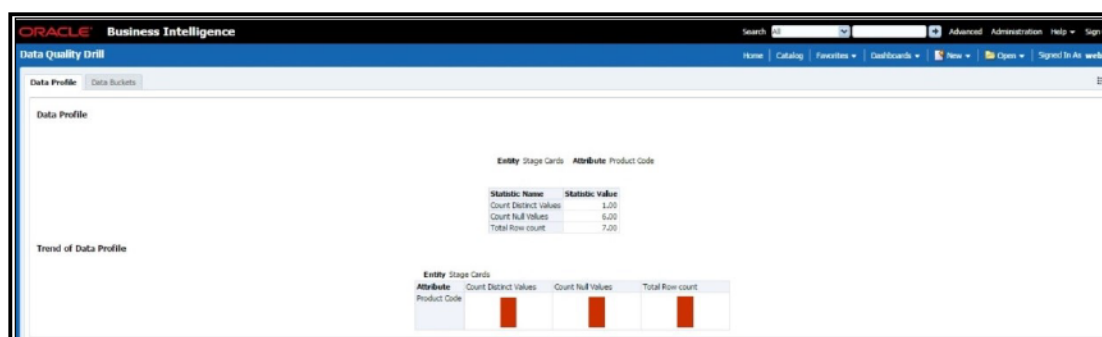 ORACLE Business Intelligence Search All Advanced Administration Help Sign
Data Quality Drill Home Catalog Favorites Dashboards New Open Signed In As web
Data Profile Data Buckets
Data Profile
Entity Stage Cards Attribute Product Code
Statistic Name Statistic Value
Count Distinct Values 1.00
Count Null Values 6.00
Total Row count 7.00
Trend of Data Profile
Entity Stage Cards
Attribute Count Distinct Values Count Null Values Total Row count
Product Code